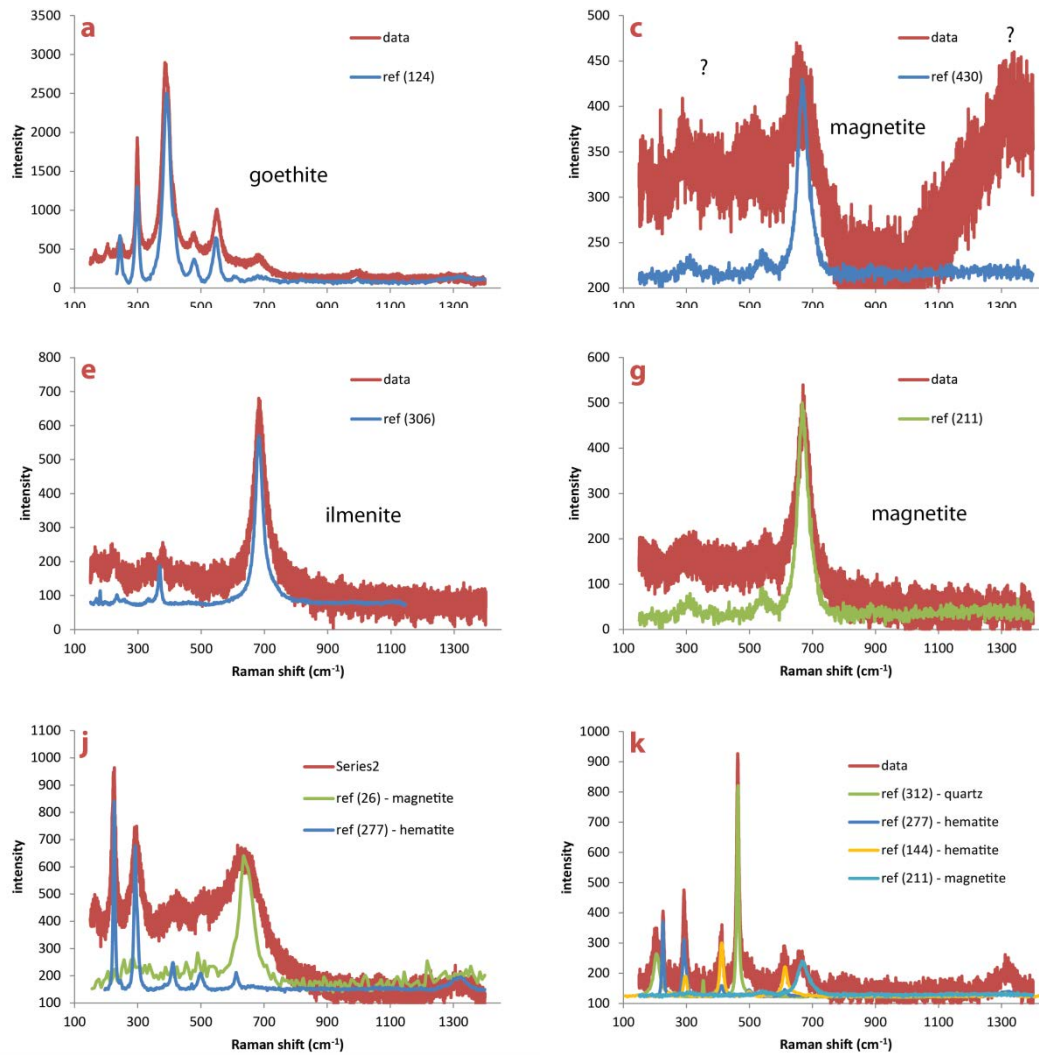 a
3500
3000
2500
2000
1500
1000
500
0
intensity
data
ref (124)
goethite
100 300 500 700 900 1100 1300
c
500
450
400
350
300
250
200
intensity
data
ref (430)
?
?
magnetite
100 300 500 700 900 1100 1300
e
800
700
600
500
400
300
200
100
0
intensity
data
ref (306)
ilmenite
100 300 500 700 900 1100 1300
Raman shift (cm⁻¹)
g
600
500
400
300
200
100
0
intensity
data
ref (211)
magnetite
100 300 500 700 900 1100 1300
Raman shift (cm⁻¹)
j
1100
1000
900
800
700
600
500
400
300
200
100
intensity
Series2
ref (26) - magnetite
ref (277) - hematite
100 300 500 700 900 1100 1300
Raman shift (cm⁻¹)
k
1000
900
800
700
600
500
400
300
200
100
intensity
data
ref (312) - quartz
ref (277) - hematite
ref (144) - hematite
ref (211) - magnetite
100 300 500 700 900 1100 1300
Raman shift (cm⁻¹)